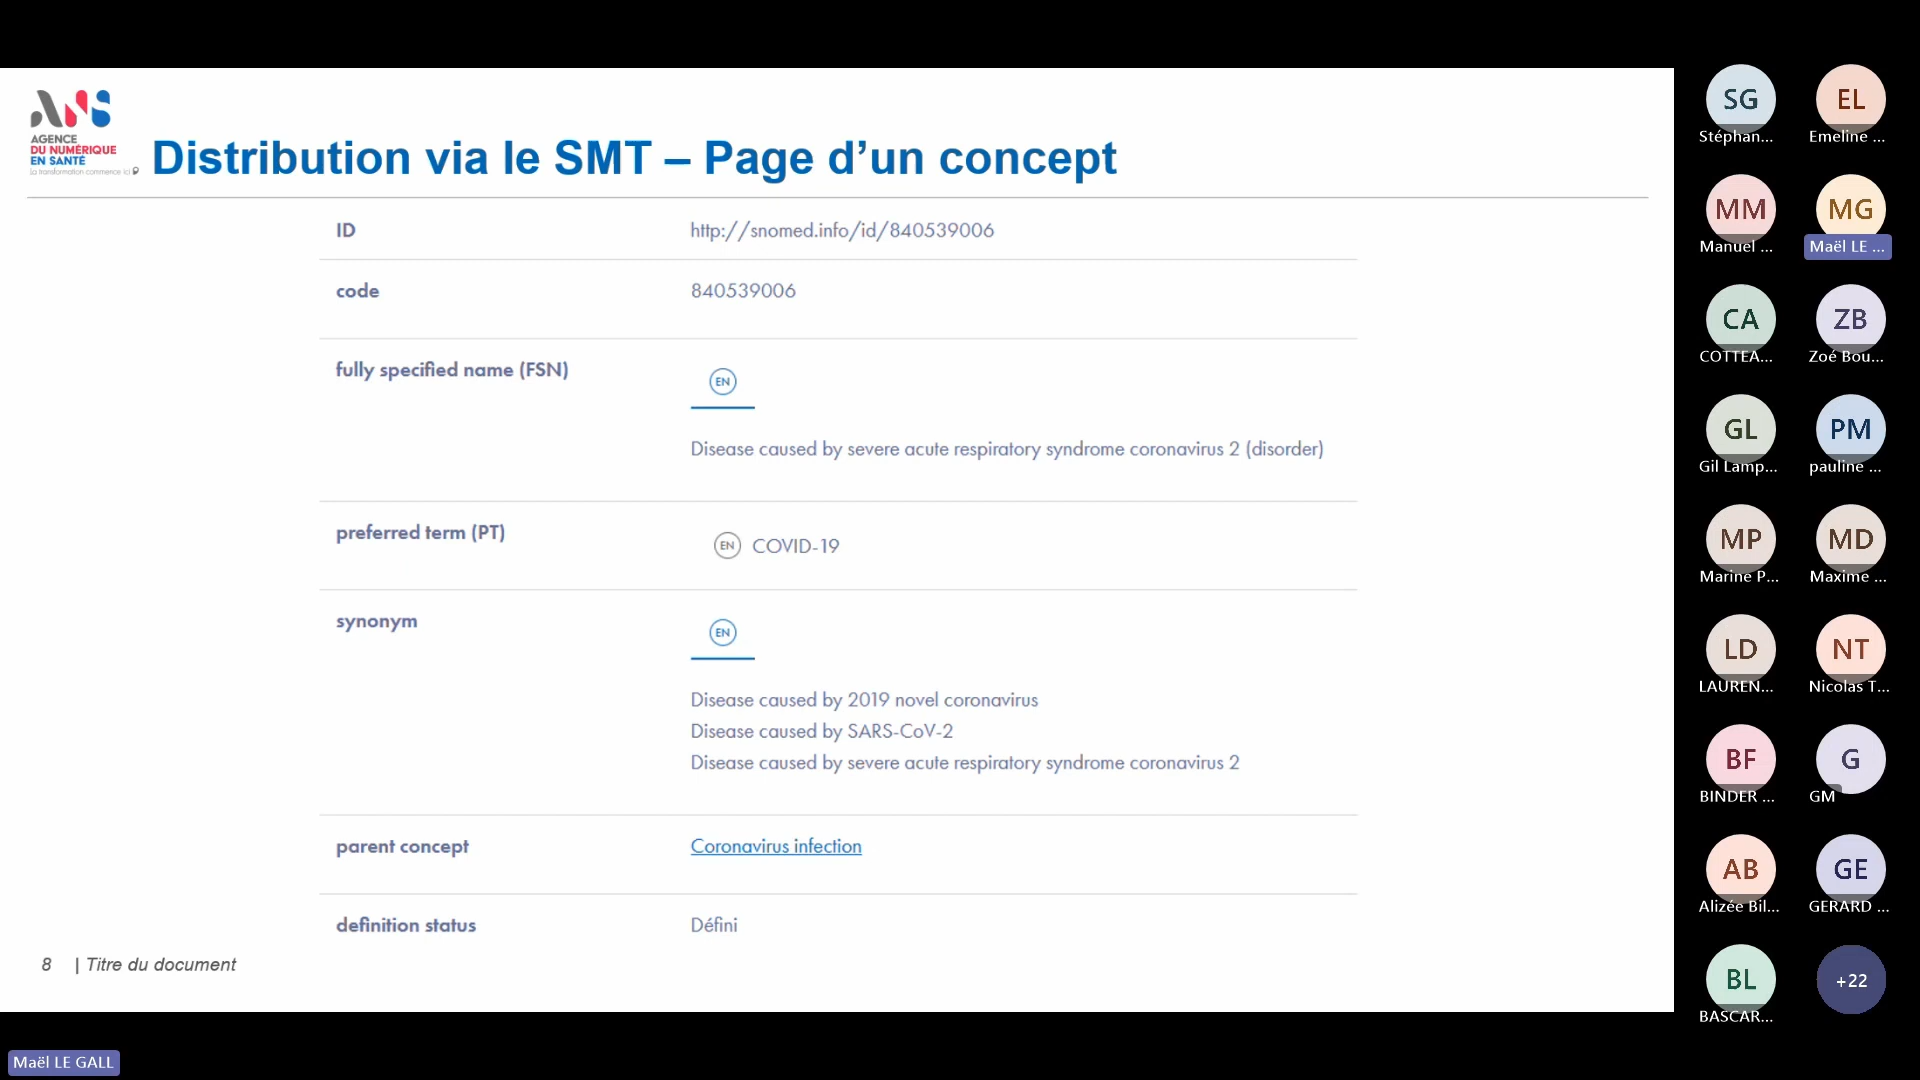 ANS
AGENCE
DU NUMÉRIQUE
EN SANTÉ
la transformation commence ici
Distribution via le SMT – Page d’un concept
ID http://snomed.info/id/840539006
code 840539006
fully specified name (FSN) EN
Disease caused by severe acute respiratory syndrome coronavirus 2 (disorder)
preferred term (PT) EN COVID-19
synonym EN
Disease caused by 2019 novel coronavirus
Disease caused by SARS-CoV-2
Disease caused by severe acute respiratory syndrome coronavirus 2
parent concept Coronavirus infection
definition status Défini
8 | Titre du document
Maël LE GALL
SG EL
Stéphan... Emeline ...
MM MG
Manuel ... Maël LE ...
CA ZB
COTTEA... Zoé Bou...
GL PM
Gil Lamp... pauline ...
MP MD
Marine P... Maxime ...
LD NT
LAUREN... Nicolas T...
BF G
BINDER ... GM
AB GE
Alizée Bil... GERARD ...
BL +22
BASCAR...